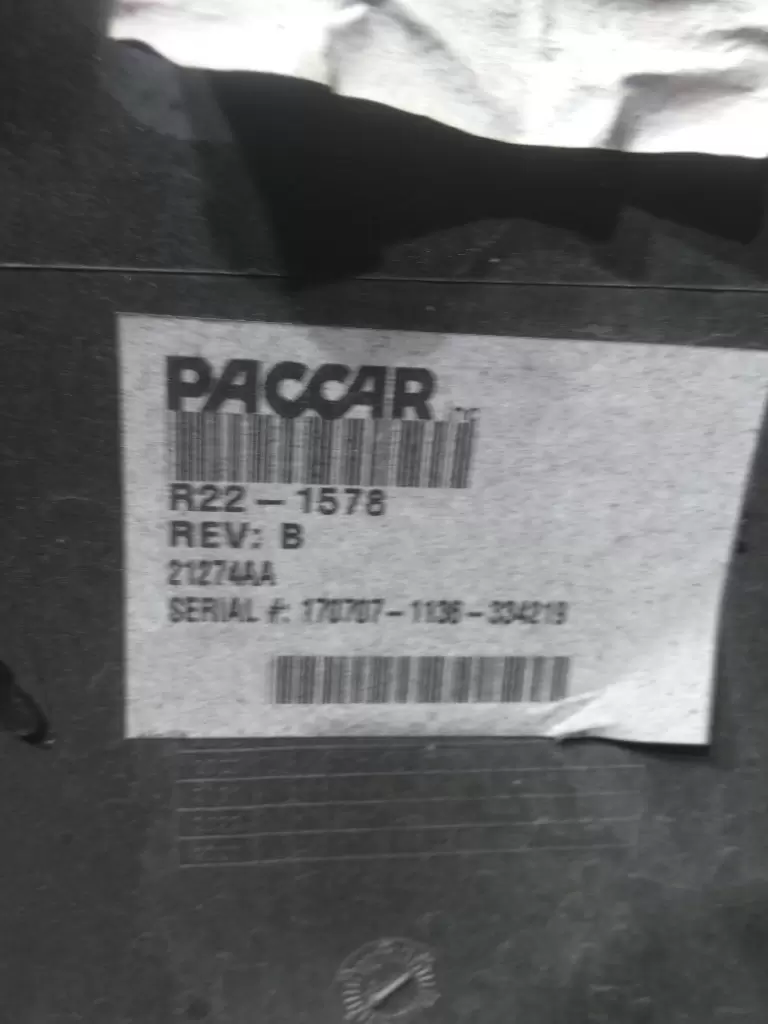 PACCAR
R22-1578
REV: B
21274AA
SERIAL #: 170707-1136-334219